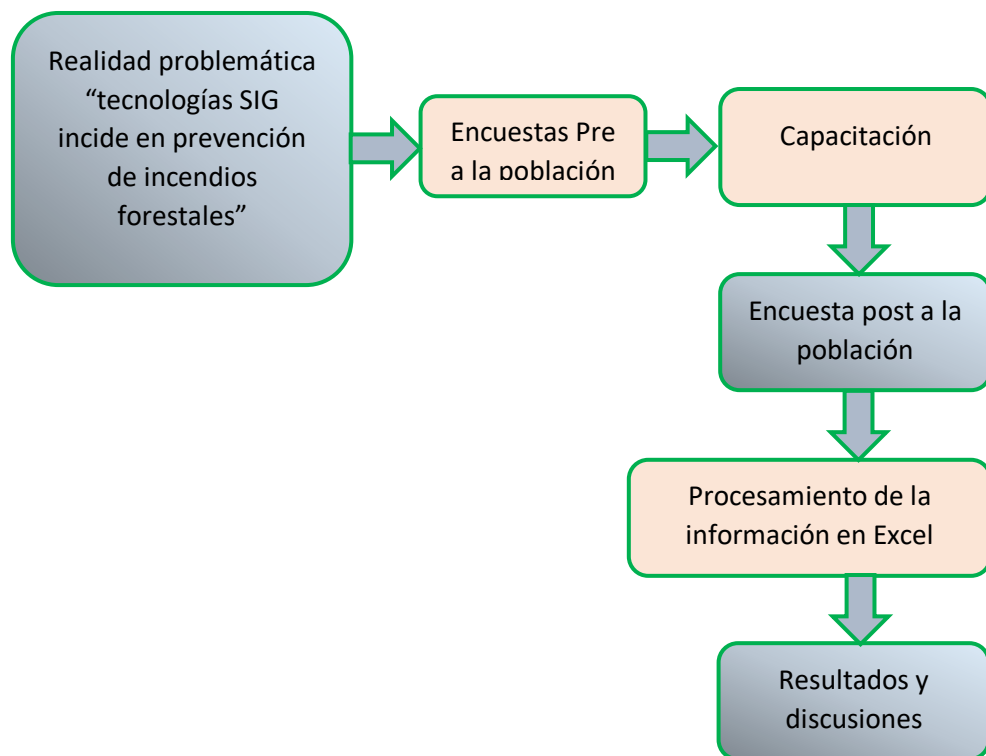 Realidad problemática
“tecnologías SIG
incide en prevención
de incendios
forestales”
Encuestas Pre
a la población
Capacitación
Encuesta post a la
población
Procesamiento de la
información en Excel
Resultados y
discusiones